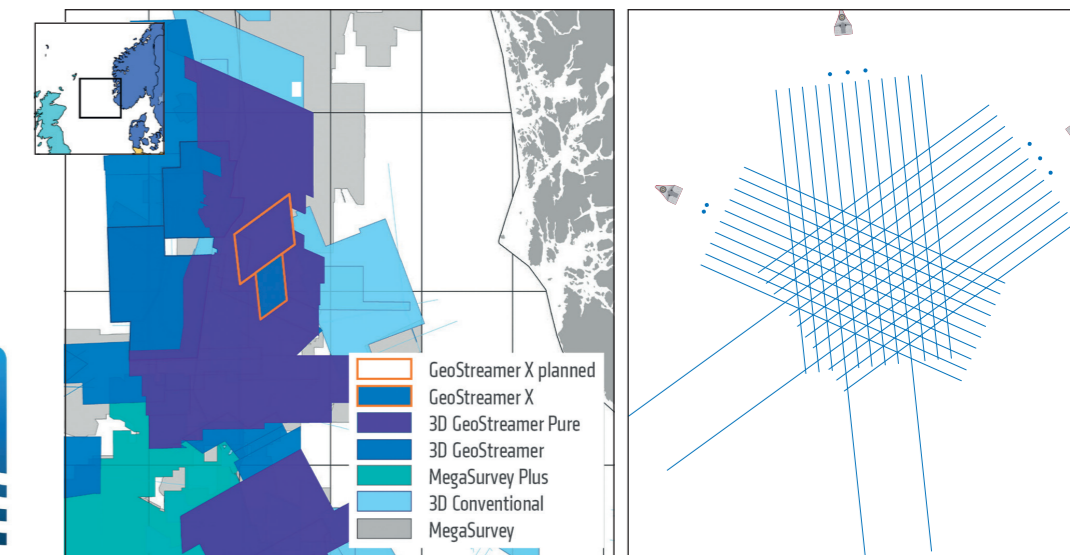 GeoStreamer X planned
GeoStreamer X
3D GeoStreamer Pure
3D GeoStreamer
MegaSurvey Plus
3D Conventional
MegaSurvey